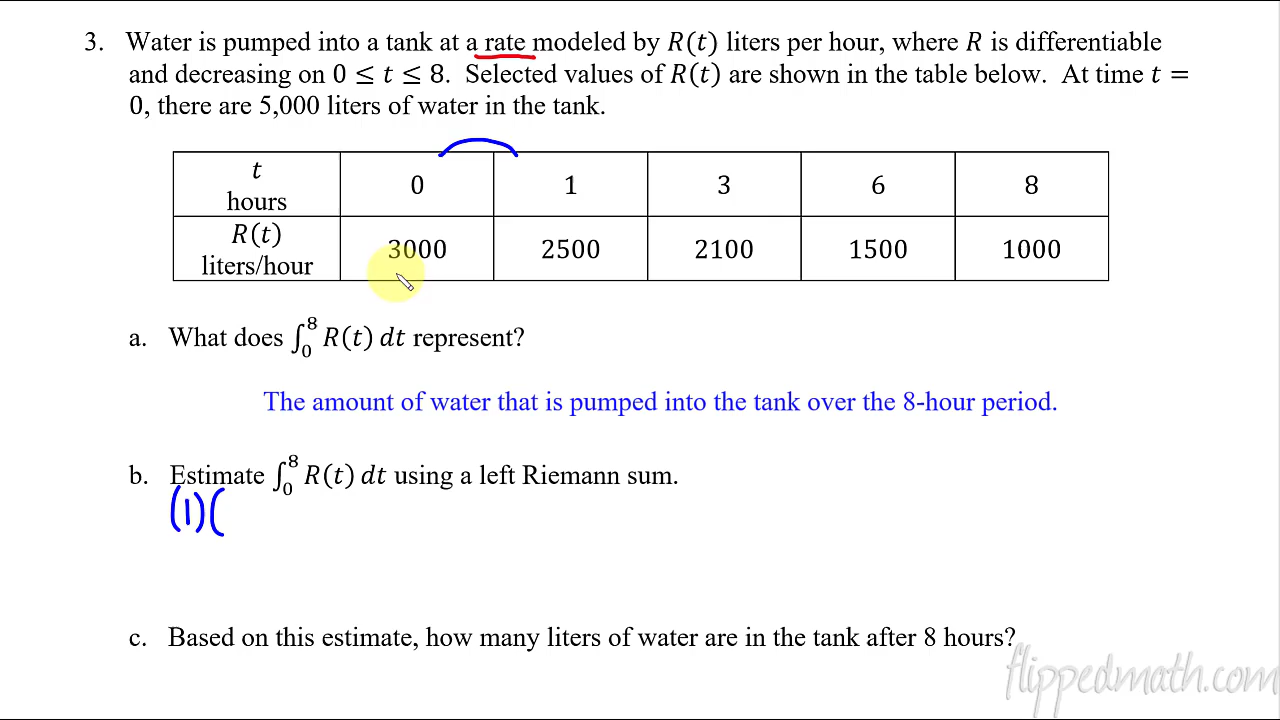 3. Water is pumped into a tank at a rate modeled by R(t) liters per hour, where R is differentiable
and decreasing on 0 ≤ t ≤ 8. Selected values of R(t) are shown in the table below. At time t =
0, there are 5,000 liters of water in the tank.
t hours 0 1 3 6 8
R(t) liters/hour 3000 2500 2100 1500 1000
a. What does ∫₀⁸ R(t) dt represent?
The amount of water that is pumped into the tank over the 8-hour period.
b. Estimate ∫₀⁸ R(t) dt using a left Riemann sum.
(1)(
c. Based on this estimate, how many liters of water are in the tank after 8 hours?
flippedmath.com